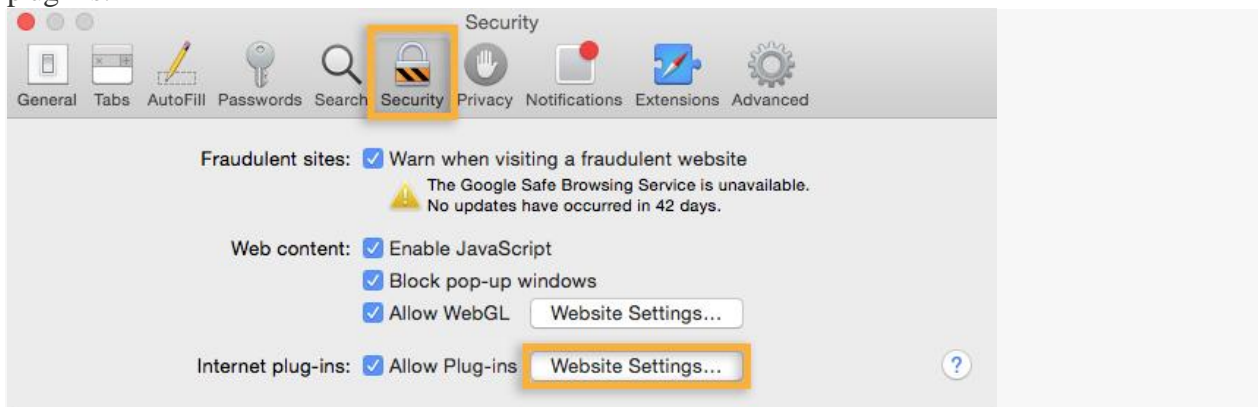 Security
General Tabs AutoFill Passwords Search Security Privacy Notifications Extensions Advanced
Fraudulent sites: Warn when visiting a fraudulent website
The Google Safe Browsing Service is unavailable.
No updates have occurred in 42 days.
Web content: Enable JavaScript
Block pop-up windows
Allow WebGL Website Settings...
Internet plug-ins: Allow Plug-ins Website Settings... ?